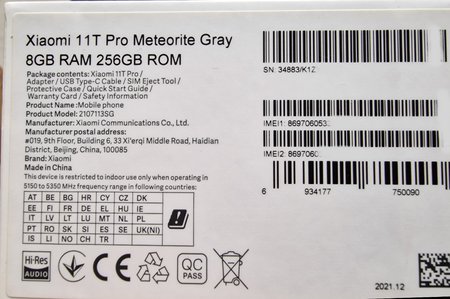 Xiaomi 11T Pro Meteorite Gray
8GB RAM 256GB ROM
Package contents: Xiaomi 11T Pro /
Adapter / USB Type-C Cable / SIM Eject Tool /
Protective Case / Quick Start Guide /
Warranty Card / Safety Information
Product Name:Mobile phone
Model: 2107113SG
Manufacturer: Xiaomi Communications Co., Ltd.
Manufacturer address:
#019, 9th Floor, Building 6, 33 Xi'erqi Middle Road, Haidian
District, Beijing, China, 100085
Brand: Xiaomi
Made in China
This device is restricted to indoor use only when operating in
5150 to 5350 MHz frequency range in following countries:
AT BE BG HR CY CZ DK
EE FI FR DE EL HU IE
IT LV LT LU MT NL PL
PT RO SK SI ES SE UK(NI)
IS LI NO CH TR
Hi-Res
AUDIO
CE
QC
PASS
SN: 34883/K1Z
IMEI1: 869706053
IMEI2: 869706
6 934177 750090
2021.12